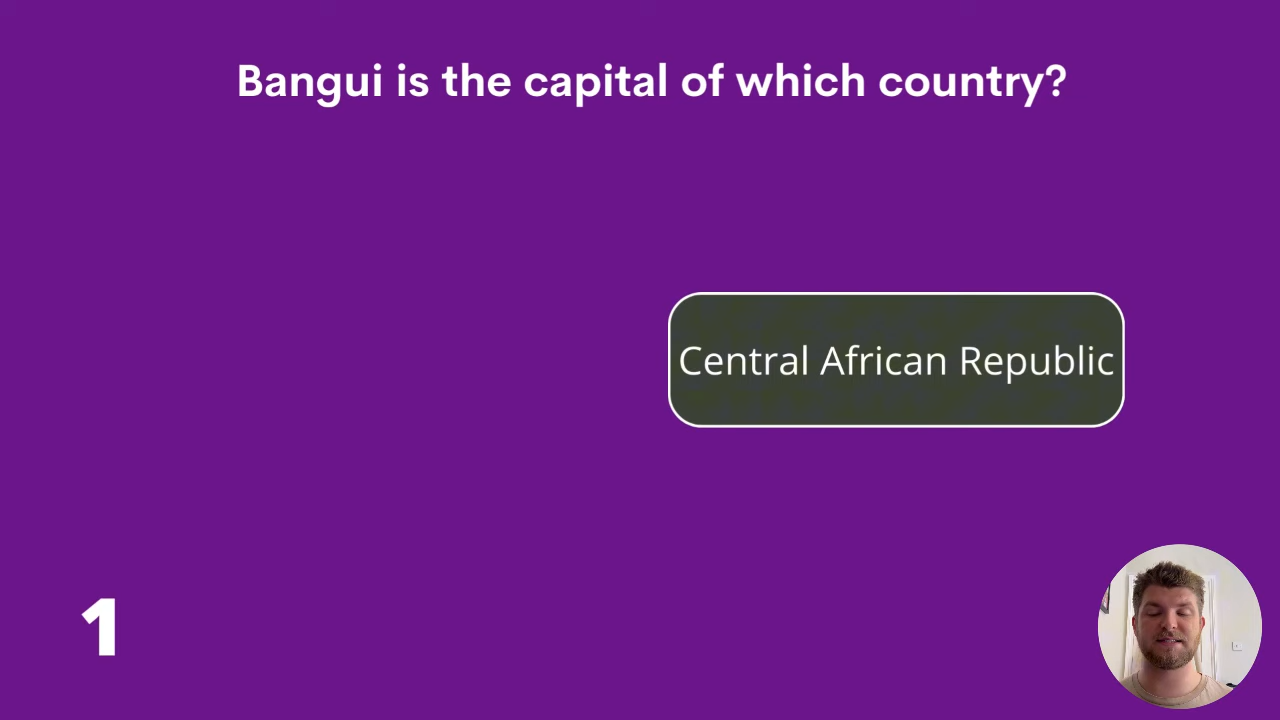 Bangui is the capital of which country?
Central African Republic
1